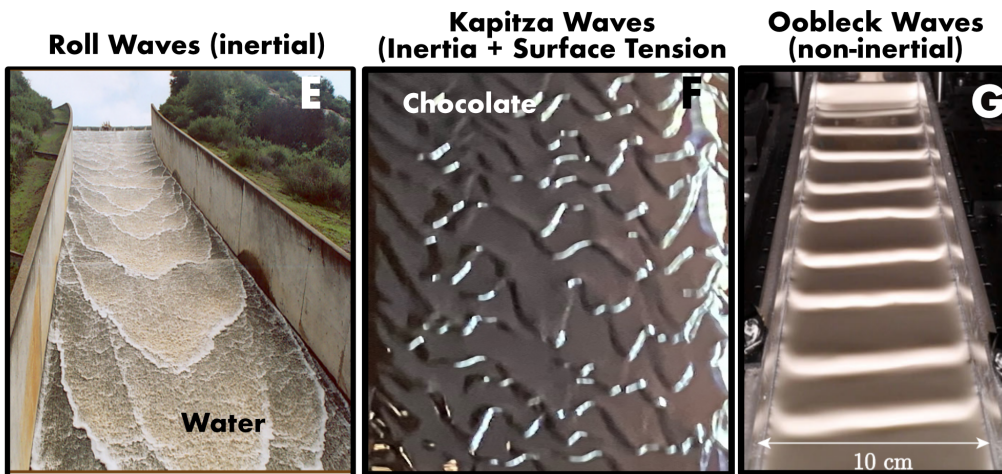 Roll Waves (inertial)
Kapitza Waves
(Inertia + Surface Tension
Oobleck Waves
(non-inertial)
E
Chocolate
F
G
Water
10 cm